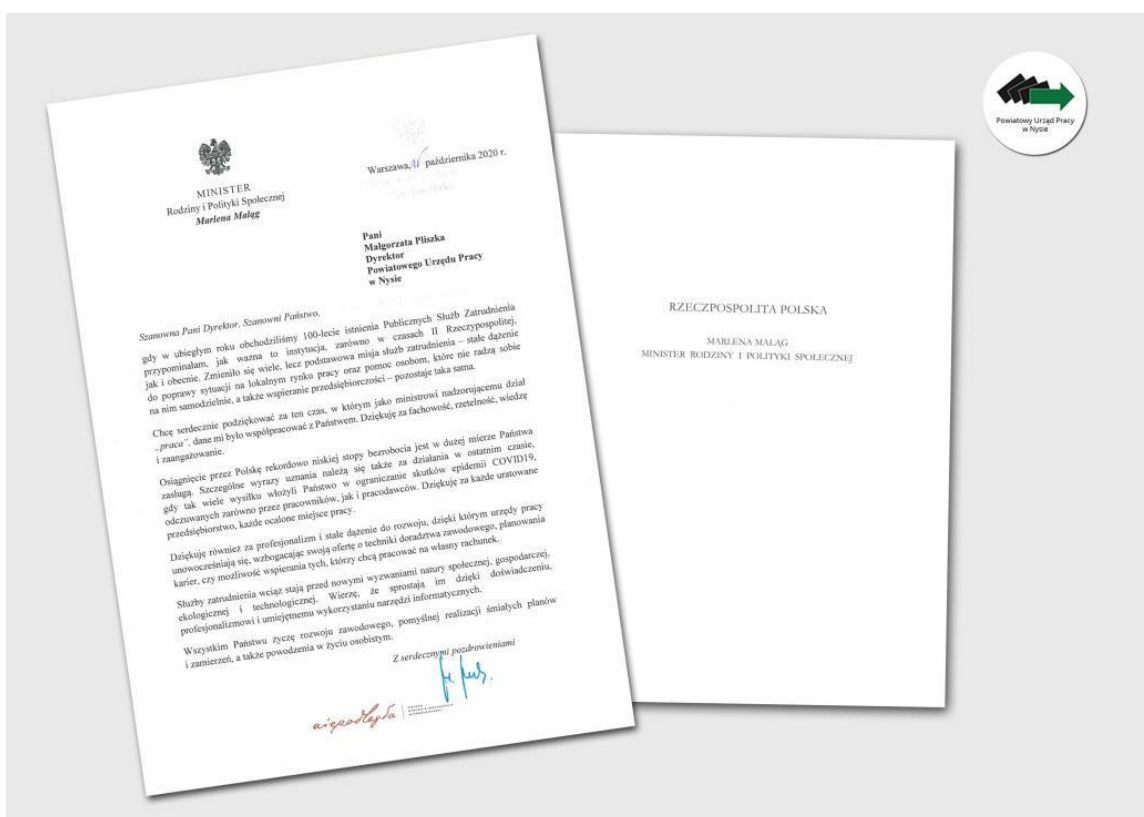 MINISTER
Rodziny i Polityki Społecznej
Marlena Maląg
Warszawa, października 2020 r.
Pani
Małgorzata Pliszka
Dyrektor
Powiatowego Urzędu Pracy
w Nysie
Szanowna Pani Dyrektor, Szanowni Państwo,
gdy w ubiegłym roku obchodziliśmy 100-lecie istnienia Publicznych Służb Zatrudnienia
przypominałam, jak ważna to instytucja, zarówno w czasach II Rzeczypospolitej,
jak i obecnie. Zmieniło się wiele, lecz podstawowa misja służb zatrudnienia – stałe dążenie
do poprawy sytuacji na lokalnym rynku pracy oraz pomoc osobom, które nie radzą sobie
na nim samodzielnie, a także wspieranie przedsiębiorczości – pozostaje taka sama.
Chcę serdecznie podziękować za ten czas, w którym jako ministrowi nadzorującemu dział
„praca”, dane mi było współpracować z Państwem. Dziękuję za fachowość, rzetelność, wiedzę
i zaangażowanie.
Osiągnięcie przez Polskę rekordowo niskiej stopy bezrobocia jest w dużej mierze Państwa
zasługą. Szczególne wyrazy uznania należą się także za działania w ostatnim czasie,
gdy tak wiele wysiłku włożyli Państwo w ograniczanie skutków epidemii COVID19,
odczuwanych zarówno przez pracowników, jak i pracodawców. Dziękuję za każde uratowane
przedsiębiorstwo, każde ocalone miejsce pracy.
Dziękuję również za profesjonalizm i stałe dążenie do rozwoju, dzięki którym urzędy pracy
unowocześniają się, wzbogacając swoją ofertę o techniki doradztwa zawodowego, planowania
karier, czy możliwość wspierania tych, którzy chcą pracować na własny rachunek.
Służby zatrudnienia wciąż stają przed nowymi wyzwaniami natury społecznej, gospodarczej,
ekologicznej i technologicznej. Wierzę, że sprostają im dzięki doświadczeniu,
profesjonalizmowi i umiejętnemu wykorzystaniu narzędzi informatycznych.
Wszystkim Państwu życzę rozwoju zawodowego, pomyślnej realizacji śmiałych planów
i zamierzeń, a także powodzenia w życiu osobistym.
Z serdecznymi pozdrowieniami
niepodległa
RZECZPOSPOLITA POLSKA
MARLENA MALĄG
MINISTER RODZINY I POLITYKI SPOŁECZNEJ
Powiatowy Urząd Pracy
w Nysie